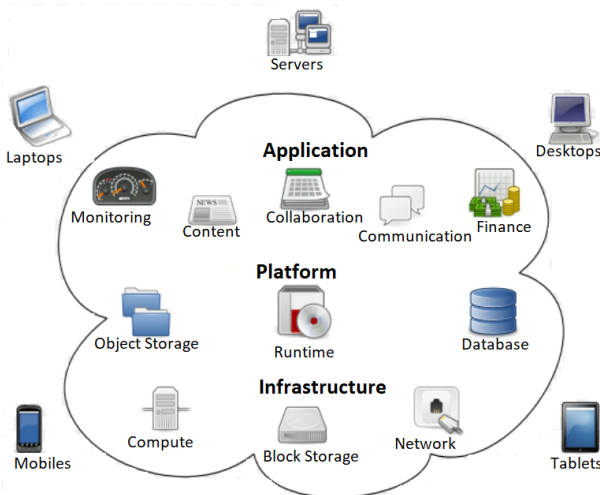 Servers
Laptops
Desktops
Application
Monitoring
NEWS
Content
Collaboration
Communication
Finance
Platform
Object Storage
Runtime
Database
Infrastructure
Compute
Block Storage
Network
Mobiles
Tablets